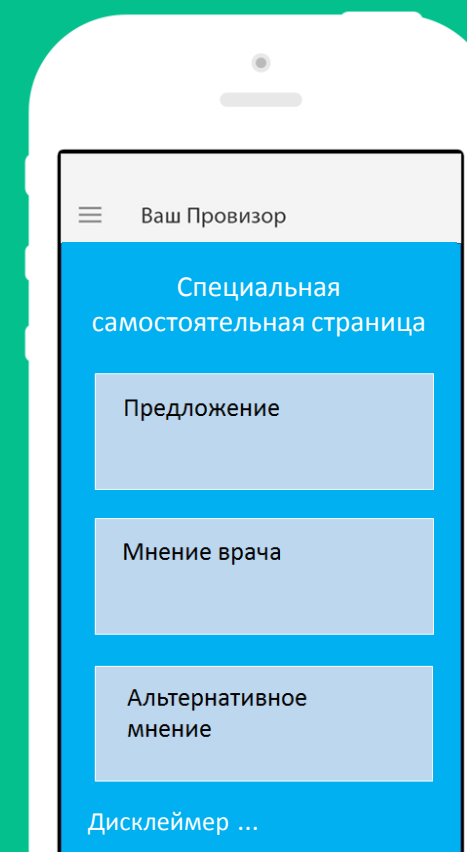 Ваш Провизор
Специальная
самостоятельная страница
Предложение
Мнение врача
Альтернативное
мнение
Дисклеймер ...